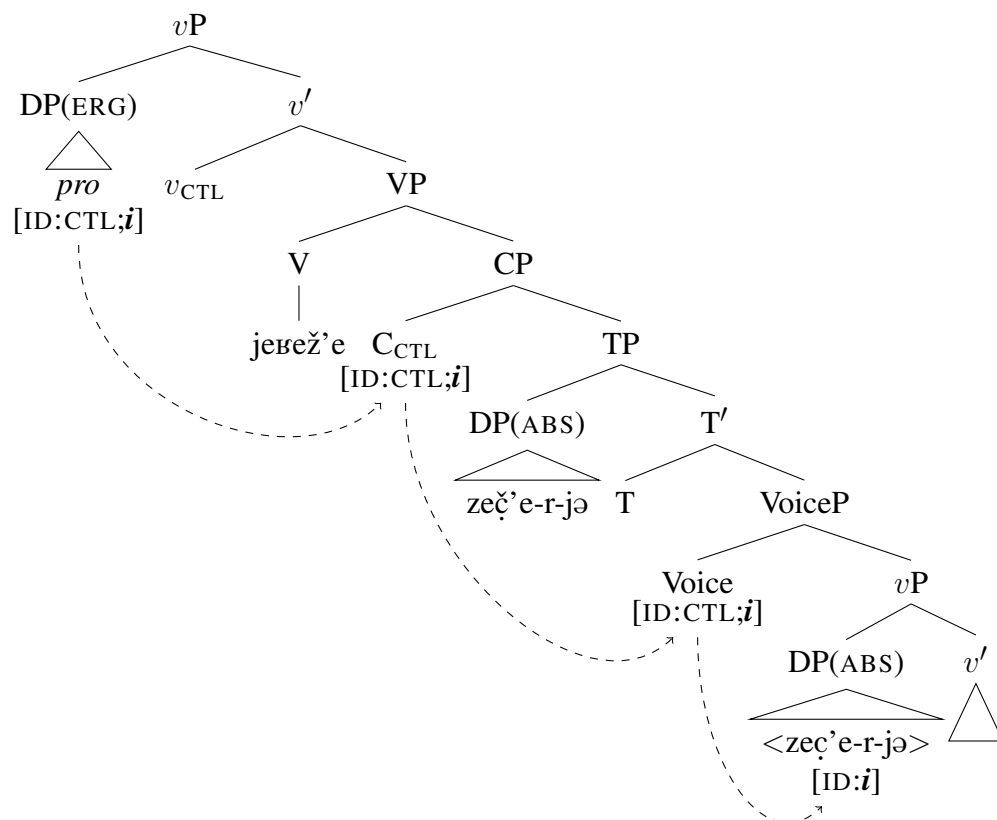 vP
DP(ERG) v′
pro
[ID:CTL;i]
vCTL VP
V CP
jeʁež'e CCTL TP
[ID:CTL;i]
DP(ABS) T′
zeč̣'e-r-jə T VoiceP
Voice vP
[ID:CTL;i]
DP(ABS) v′
<zec̣'e-r-jə>
[ID:i]